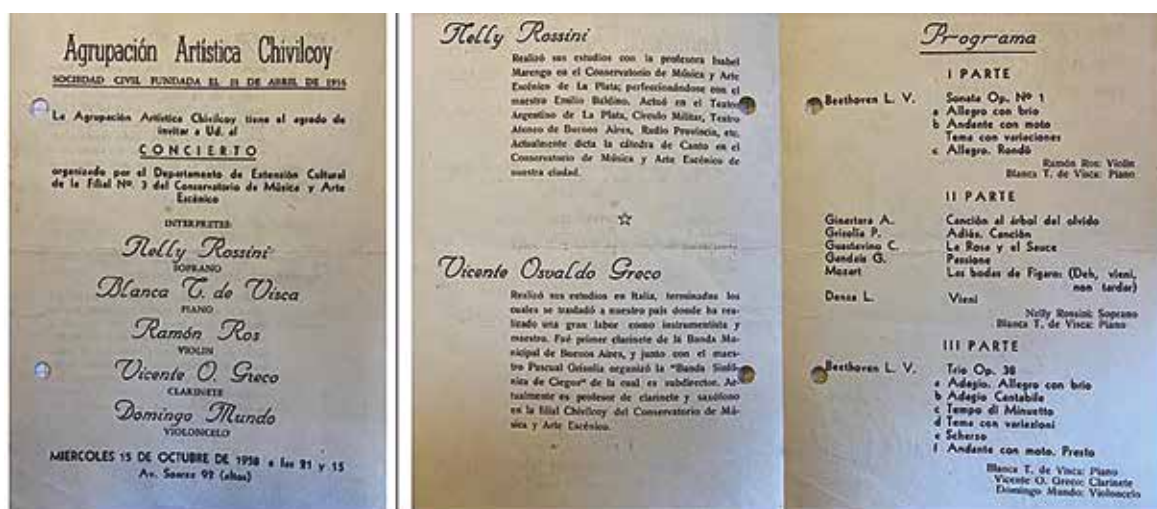 Agrupación Artística Chivilcoy
SOCIEDAD CIVIL FUNDADA EL 11 DE ABRIL DE 1956
La Agrupación Artística Chivilcoy tiene el agrado de
invitar a Ud. al
CONCIERTO
organizado por el Departamento de Extensión Cultural
de la Filial Nº. 3 del Conservatorio de Música y Arte
Escénico
INTERPRETES:
Nelly Rossini
SOPRANO
Blanca T. de Visca
PIANO
Ramón Ros
VIOLIN
Vicente O. Greco
CLARINETE
Domingo Mundo
VIOLONCELO
MIERCOLES 15 DE OCTUBRE DE 1958 a las 21 y 15
Av. Soarez 92 (altos)
Nelly Rossini
Realizó sus estudios con la profesora Isabel
Marengo en el Conservatorio de Música y Arte
Escénico de La Plata; perfeccionándose con el
maestro Emilio Baldino. Actuó en el Teatro
Argentino de La Plata, Círculo Militar, Teatro
Ateneo de Buenos Aires, Radio Provincia, etc.
Actualmente dicta la cátedra de Canto en el
Conservatorio de Música y Arte Escénico de
nuestra ciudad.
Vicente Osvaldo Greco
Realizó sus estudios en Italia, terminados los
cuales se trasladó a nuestro país donde ha rea-
lizado una gran labor como instrumentista y
maestro. Fué primer clarinete de la Banda Mu-
nicipal de Buenos Aires, y junto con el maes-
tro Pascual Grisolía organizó la "Banda Sinfó-
nica de Ciegos" de la cual es subdirector. Ac-
tualmente es profesor de clarinete y saxófono
en la filial Chivilcoy del Conservatorio de Mú-
sica y Arte Escénico.
Programa
I PARTE
Beethoven L. V. Sonata Op. Nº 1
a Allegro con brio
b Andante con moto
Tema con variaciones
c Allegro. Rondó
Ramón Ros: Violin
Blanca T. de Visca: Piano
II PARTE
Ginastera A. Canción al árbol del olvido
Grisolía P. Adiós. Canción
Guastavino C. La Rosa y el Sauce
Gandois G. Passione
Mozart Las bodas de Figaro: (Deh, vieni,
non tardar)
Denza L. Vieni
Nelly Rossini: Soprano
Blanca T. de Visca: Piano
III PARTE
Beethoven L. V. Trio Op. 38
a Adagio. Allegro con brio
b Adagio Cantabile
c Tempo di Minuetto
d Tema con variazioni
e Scherzo
f Andante con moto. Presto
Blanca T. de Visca: Piano
Vicente O. Greco: Clarinete
Domingo Mundo: Violoncelo